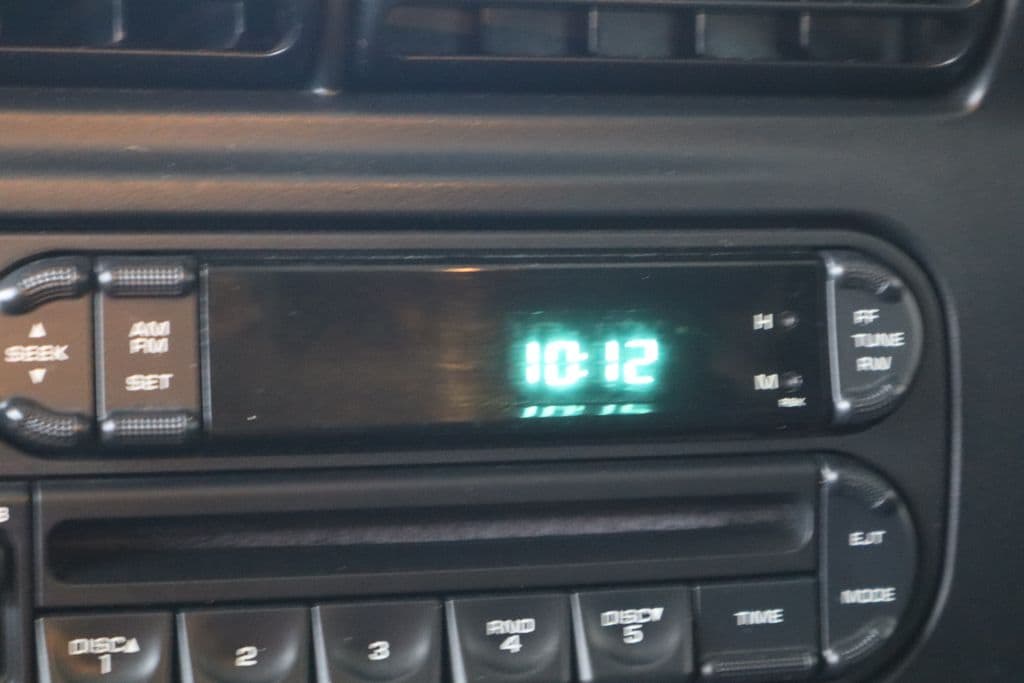 ▲
SEEK
▼
AM
FM
SET
10:12
H
M
FF
TUNE
RW
EJT
MODE
DISC▲
1
2
3
RND
4
DISC▼
5
TIME